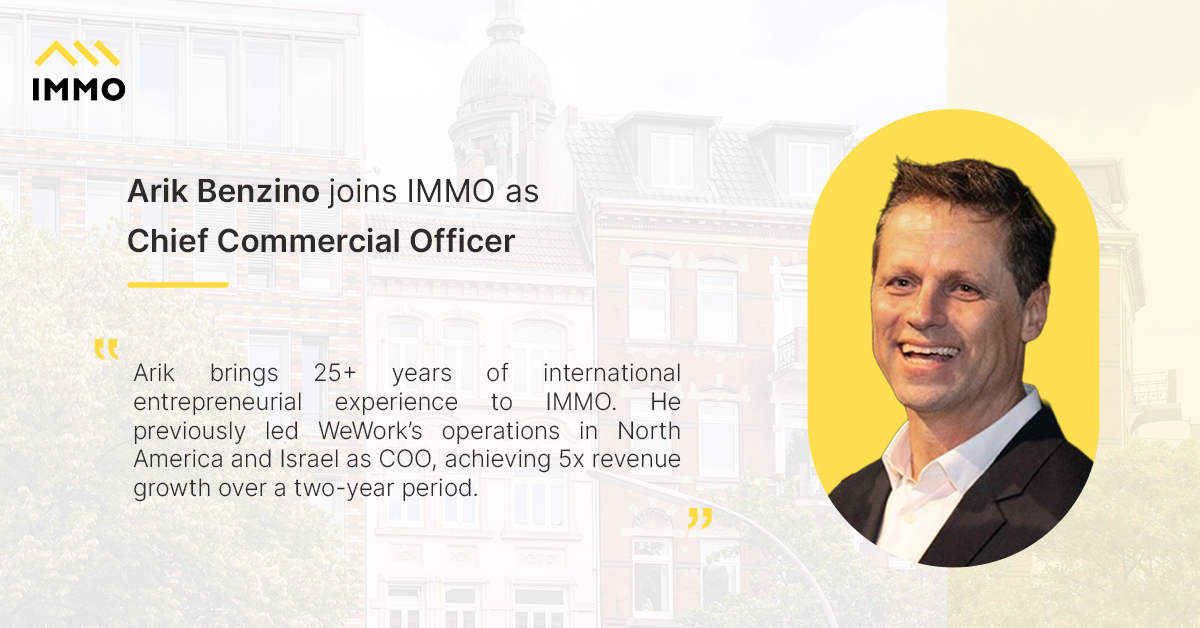 IMMO
Arik Benzino joins IMMO as
Chief Commercial Officer
“
Arik brings 25+ years of international
entrepreneurial experience to IMMO. He
previously led WeWork’s operations in North
America and Israel as COO, achieving 5x revenue
growth over a two-year period.
”